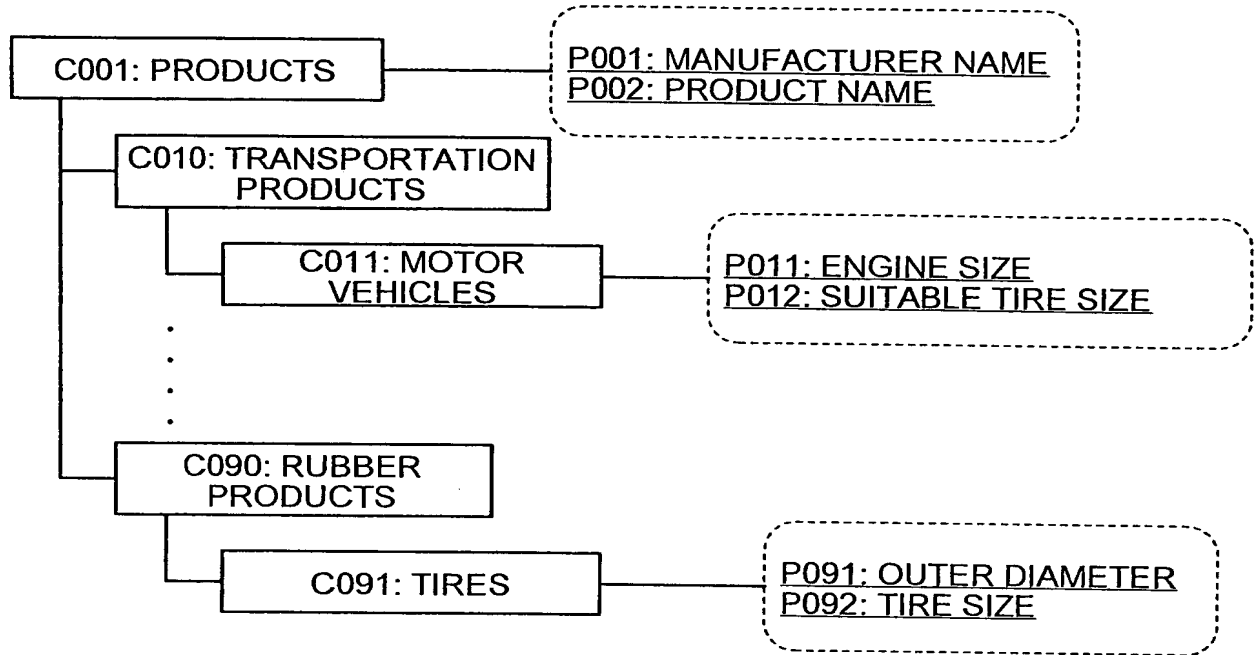 C001: PRODUCTS
P001: MANUFACTURER NAME
P002: PRODUCT NAME
C010: TRANSPORTATION
PRODUCTS
C011: MOTOR
VEHICLES
P011: ENGINE SIZE
P012: SUITABLE TIRE SIZE
C090: RUBBER
PRODUCTS
C091: TIRES
P091: OUTER DIAMETER
P092: TIRE SIZE